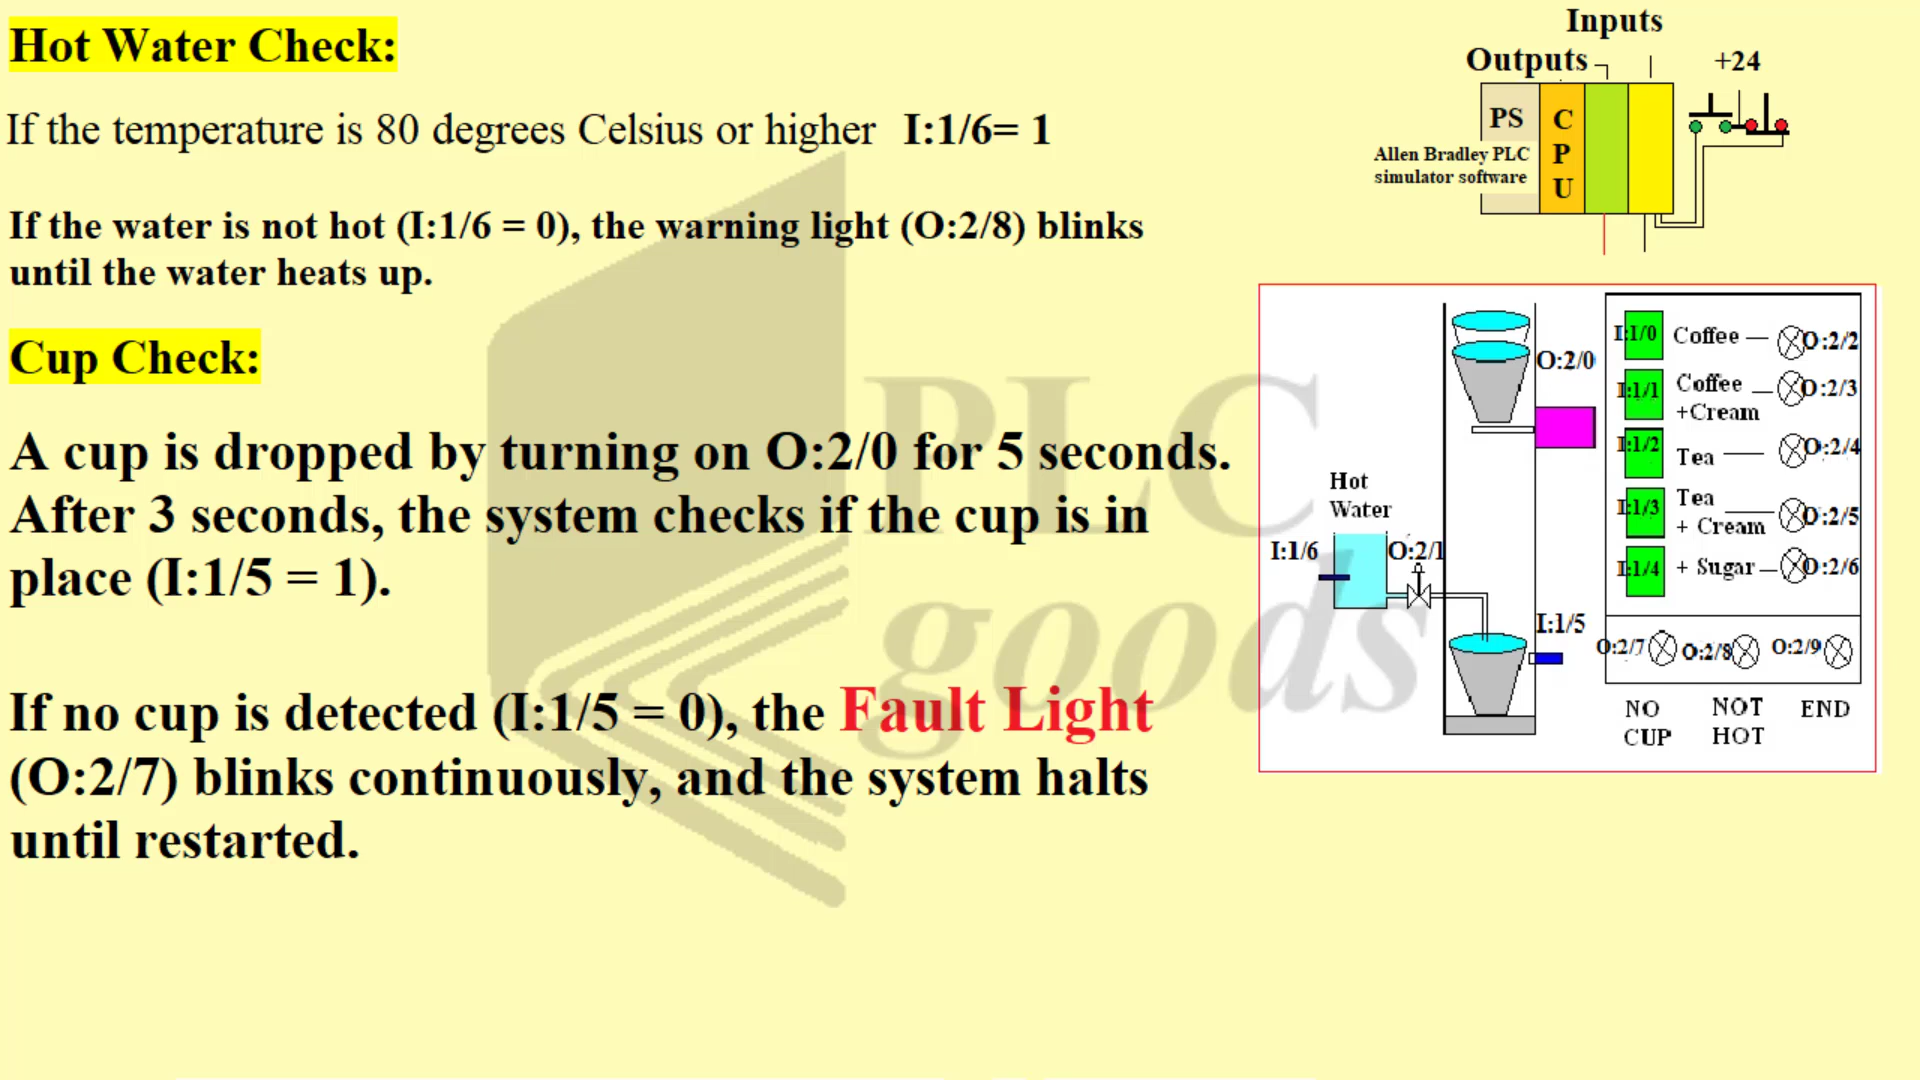 Hot Water Check:
If the temperature is 80 degrees Celsius or higher I:1/6= 1
If the water is not hot (I:1/6 = 0), the warning light (O:2/8) blinks
until the water heats up.
Cup Check:
A cup is dropped by turning on O:2/0 for 5 seconds.
After 3 seconds, the system checks if the cup is in
place (I:1/5 = 1).
If no cup is detected (I:1/5 = 0), the Fault Light
(O:2/7) blinks continuously, and the system halts
until restarted.
PLC
goods
Inputs
Outputs
+24
PS
C
P
U
Allen Bradley PLC
simulator software
O:2/0
Hot
Water
I:1/6
O:2/1
I:1/5
I:1/0 Coffee O:2/2
I:1/1 Coffee
+Cream O:2/3
I:1/2 Tea O:2/4
I:1/3 Tea
+ Cream O:2/5
I:1/4 + Sugar O:2/6
O:2/7 O:2/8 O:2/9
NO
CUP
NOT
HOT
END